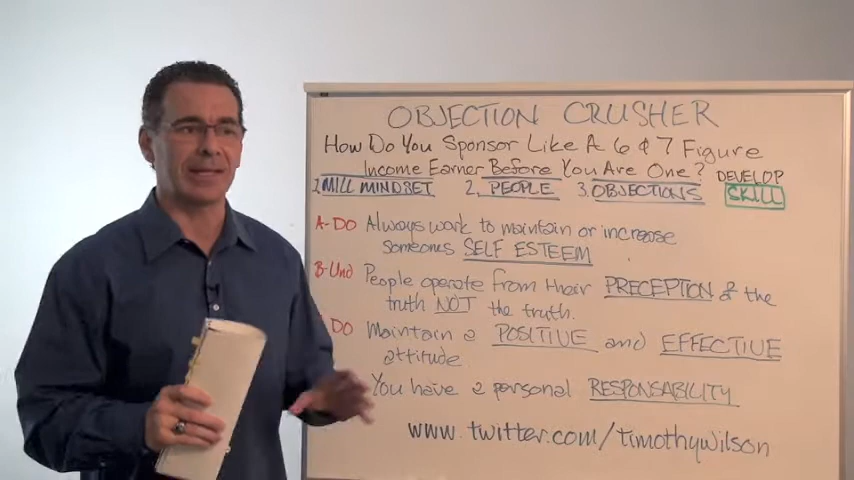 OBJECTION CRUSHER
How Do You Sponsor Like A 6 & 7 Figure
Income Earner Before You Are One?
DEVELOP
1. MILL MINDSET 2. PEOPLE 3. OBJECTIONS SKILL
A-DO Always work to maintain or increase
Someones SELF ESTEEM
B-Und People operate from their PRECEPTION of the
truth NOT the truth.
DO Maintain a POSITIVE and EFFECTIVE
attitude
You have a personal RESPONSABILITY
www.twitter.com/timothywilson